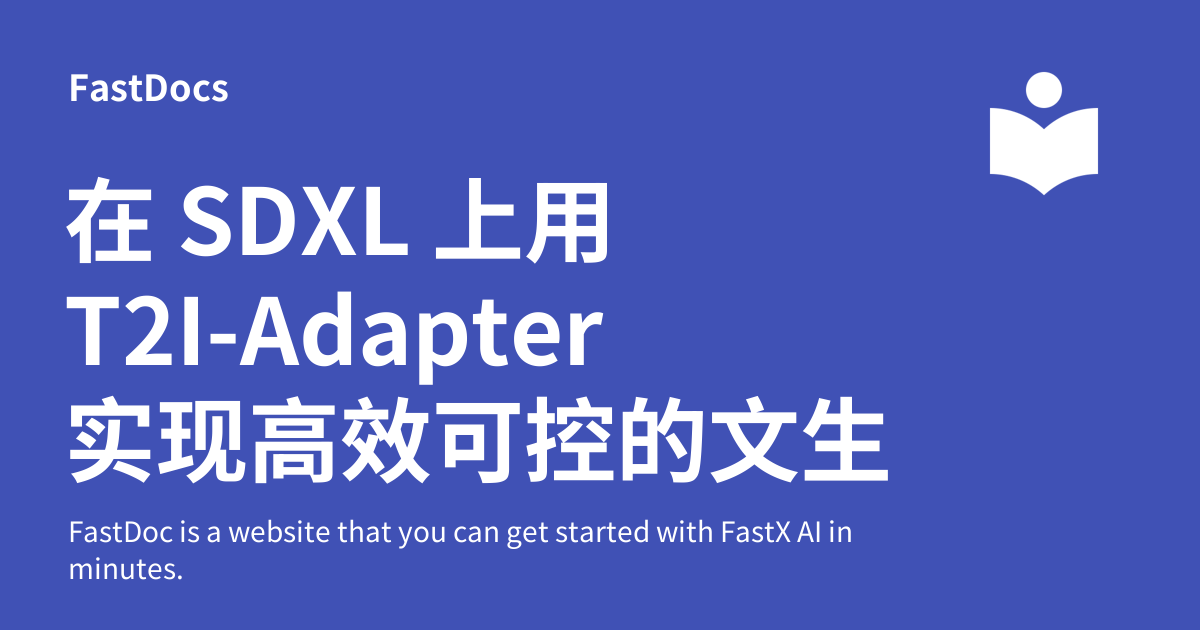 FastDocs
在 SDXL 上用
T2I-Adapter
实现高效可控的文生
FastDoc is a website that you can get started with FastX AI in
minutes.